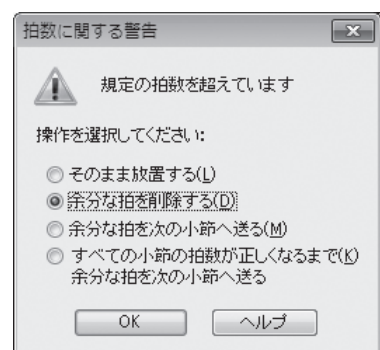 拍数に関する警告
規定の拍数を超えています
操作を選択してください:
そのまま放置する(L)
余分な拍を削除する(D)
余分な拍を次の小節へ送る(M)
すべての小節の拍数が正しくなるまで(K)
余分な拍を次の小節へ送る
OK
ヘルプ